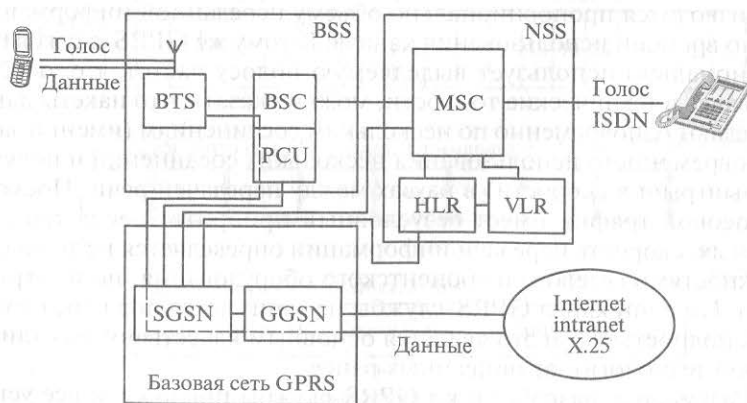 BSS
NSS
Голос
Данные
BTS
BSC
PCU
MSC
HLR
VLR
Голос
ISDN
SGSN
GGSN
Данные
Internet
intranet
X.25
Базовая сеть GPRS